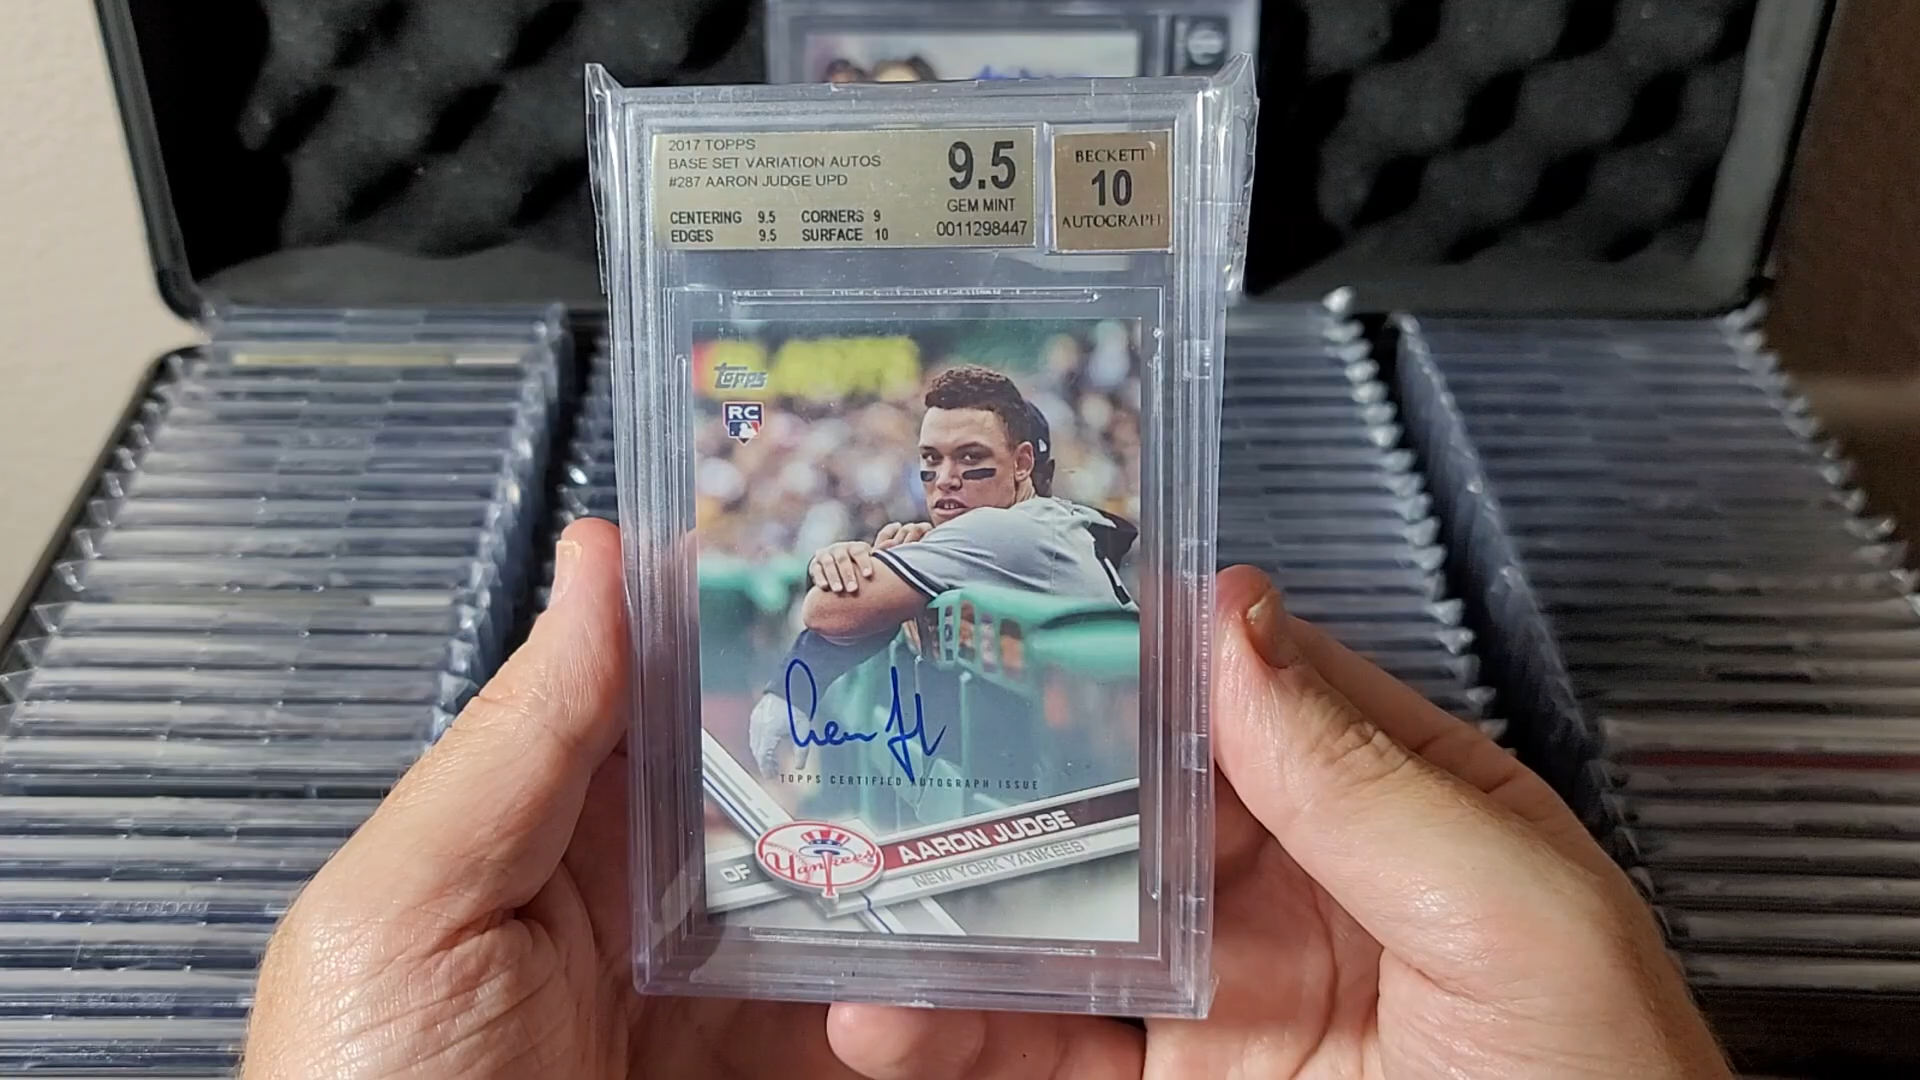 2017 TOPPS
BASE SET VARIATION AUTOS
#287 AARON JUDGE UPD
CENTERING 9.5 CORNERS 9
EDGES 9.5 SURFACE 10
9.5
GEM MINT
0011298447
BECKETT
10
AUTOGRAPH
Topps
RC
TOPPS CERTIFIED AUTOGRAPH ISSUE
AARON JUDGE
OF Yankees NEW YORK YANKEES